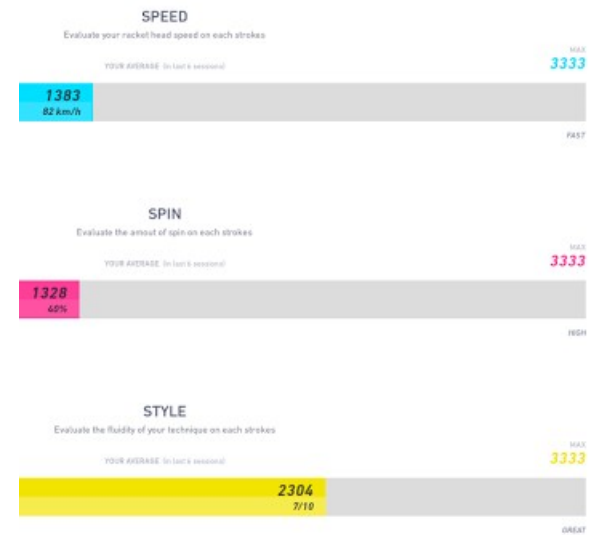 SPEED
Evaluate your racket head speed on each strokes
MAX
YOUR AVERAGE (in last 6 sessions)
3333
1383
82 km/h
FAST
SPIN
Evaluate the amout of spin on each strokes
MAX
YOUR AVERAGE (in last 6 sessions)
3333
1328
40%
HIGH
STYLE
Evaluate the fluidity of your technique on each strokes
MAX
YOUR AVERAGE (in last 6 sessions)
3333
2304
7/10
GREAT